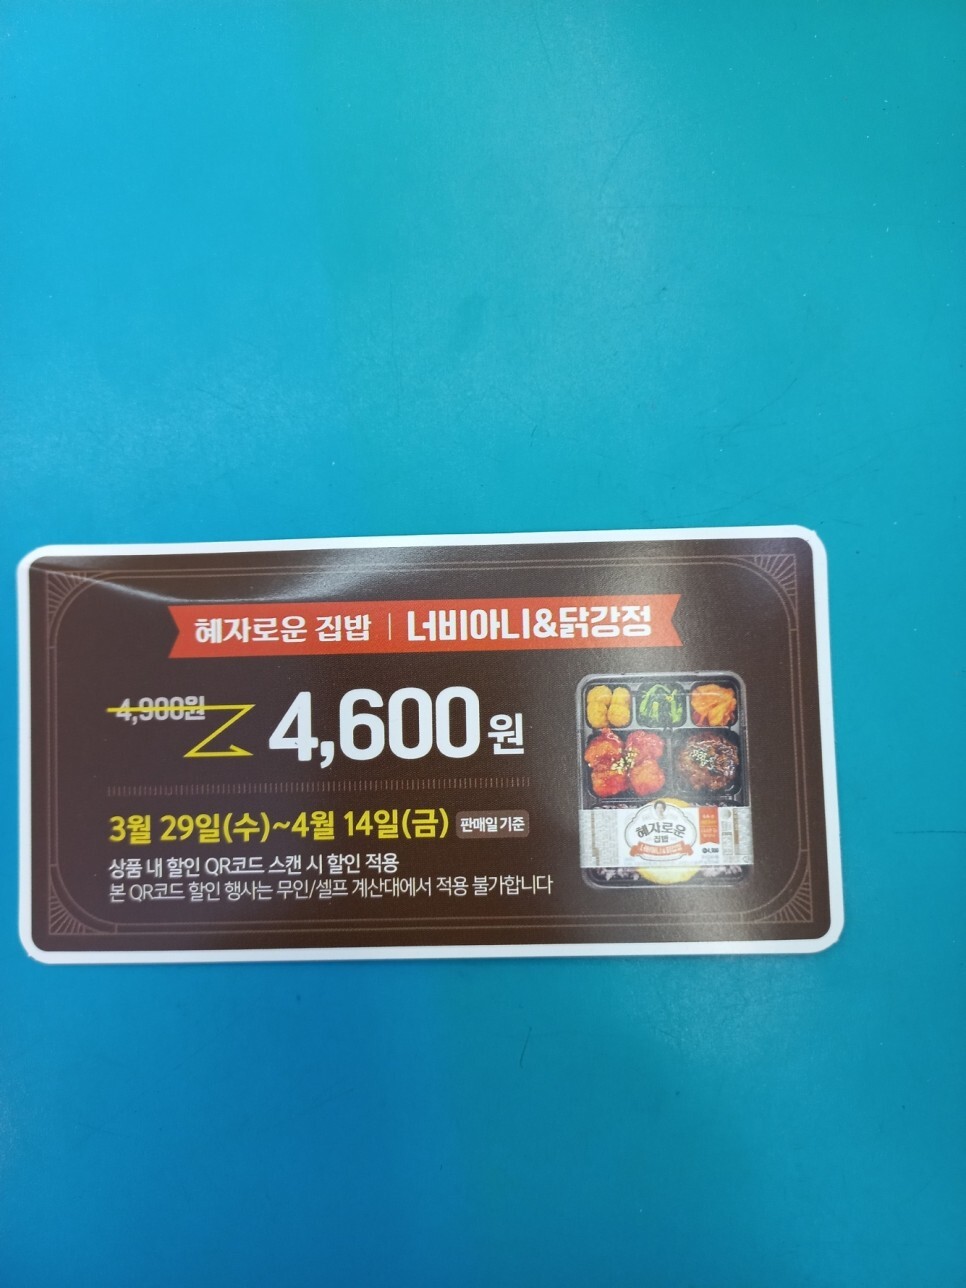 혜자로운 집밥 | 너비아니&닭강정
4,900원
4,600원
3월 29일(수)~4월 14일(금) 판매일 기준
상품 내 할인 QR코드 스캔 시 할인 적용
본 QR코드 할인 행사는 무인/셀프 계산대에서 적용 불가합니다
혜자로운
집밥